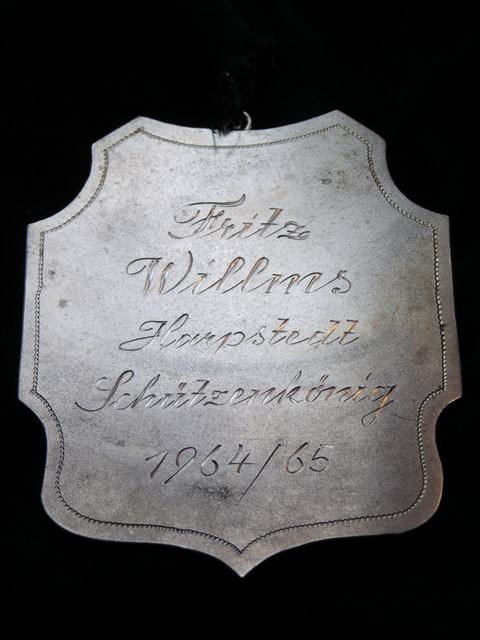 Fritz
Willms
Harpstedt
Schützenkönig
1964/65